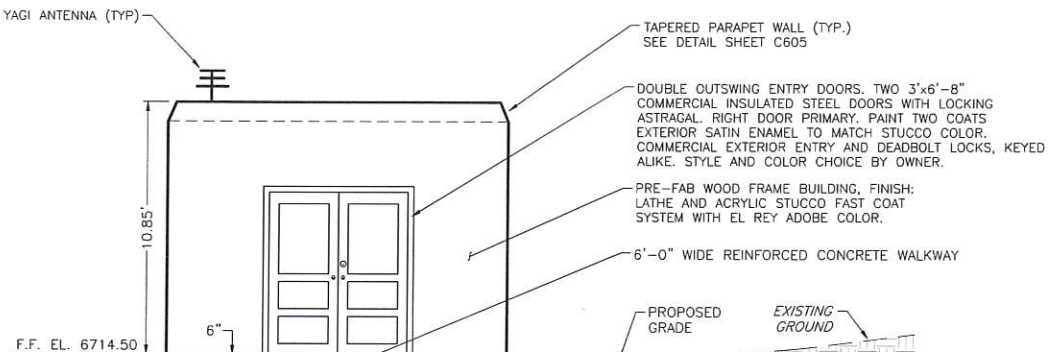 YAGI ANTENNA (TYP)
TAPERED PARAPET WALL (TYP.)
SEE DETAIL SHEET C605
DOUBLE OUTSWING ENTRY DOORS. TWO 3'x6'-8"
COMMERCIAL INSULATED STEEL DOORS WITH LOCKING
ASTRAGAL. RIGHT DOOR PRIMARY. PAINT TWO COATS
EXTERIOR SATIN ENAMEL TO MATCH STUCCO COLOR.
COMMERCIAL EXTERIOR ENTRY AND DEADBOLT LOCKS, KEYED
ALIKE. STYLE AND COLOR CHOICE BY OWNER.
PRE-FAB WOOD FRAME BUILDING, FINISH:
LATHE AND ACRYLIC STUCCO FAST COAT
SYSTEM WITH EL REY ADOBE COLOR.
10.85'
6'-0" WIDE REINFORCED CONCRETE WALKWAY
PROPOSED
GRADE
EXISTING
GROUND
6"
F.F. EL. 6714.50